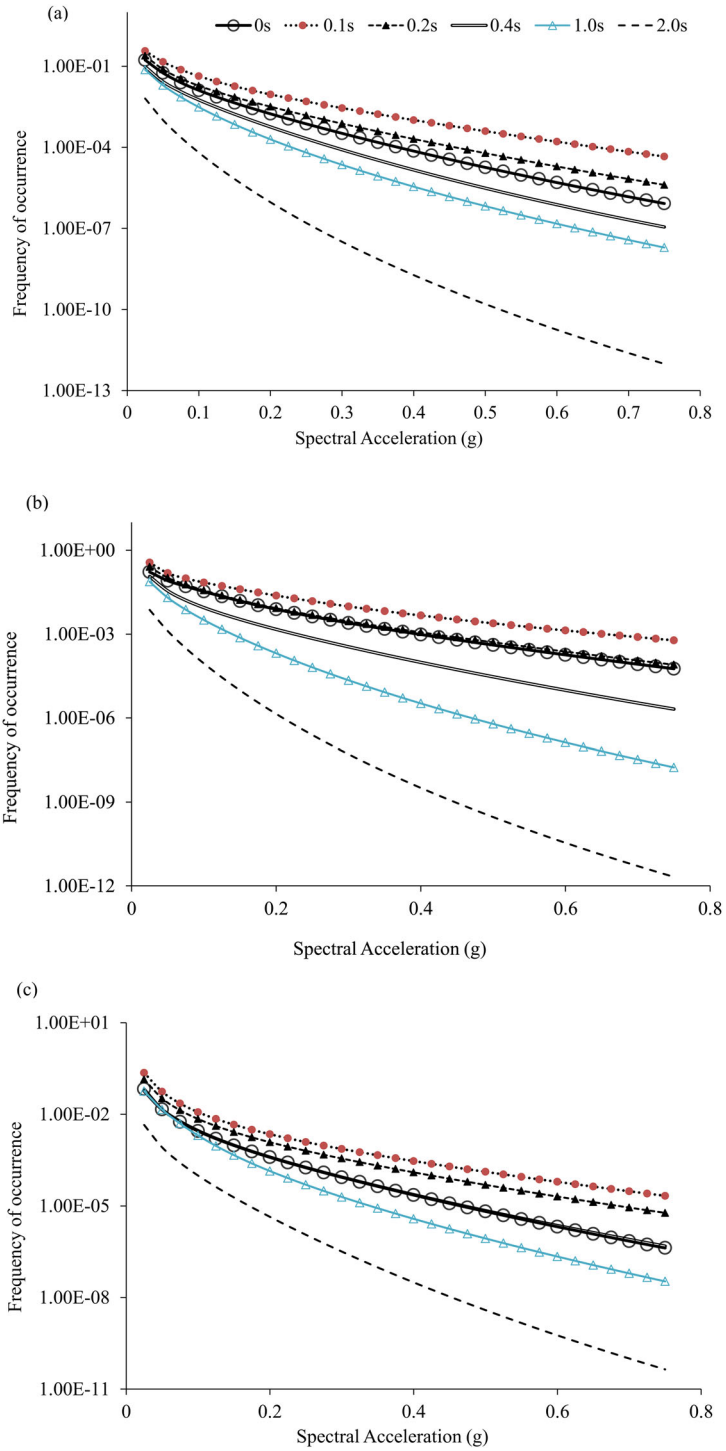 (a)
0s 0.1s 0.2s 0.4s 1.0s 2.0s
1.00E-01
1.00E-04
1.00E-07
1.00E-10
1.00E-13
Frequency of occurrence
0 0.1 0.2 0.3 0.4 0.5 0.6 0.7 0.8
Spectral Acceleration (g)
(b)
1.00E+00
1.00E-03
1.00E-06
1.00E-09
1.00E-12
Frequency of occurrence
0 0.2 0.4 0.6 0.8
Spectral Acceleration (g)
(c)
1.00E+01
1.00E-02
1.00E-05
1.00E-08
1.00E-11
Frequency of occurrence
0 0.2 0.4 0.6 0.8
Spectral Acceleration (g)